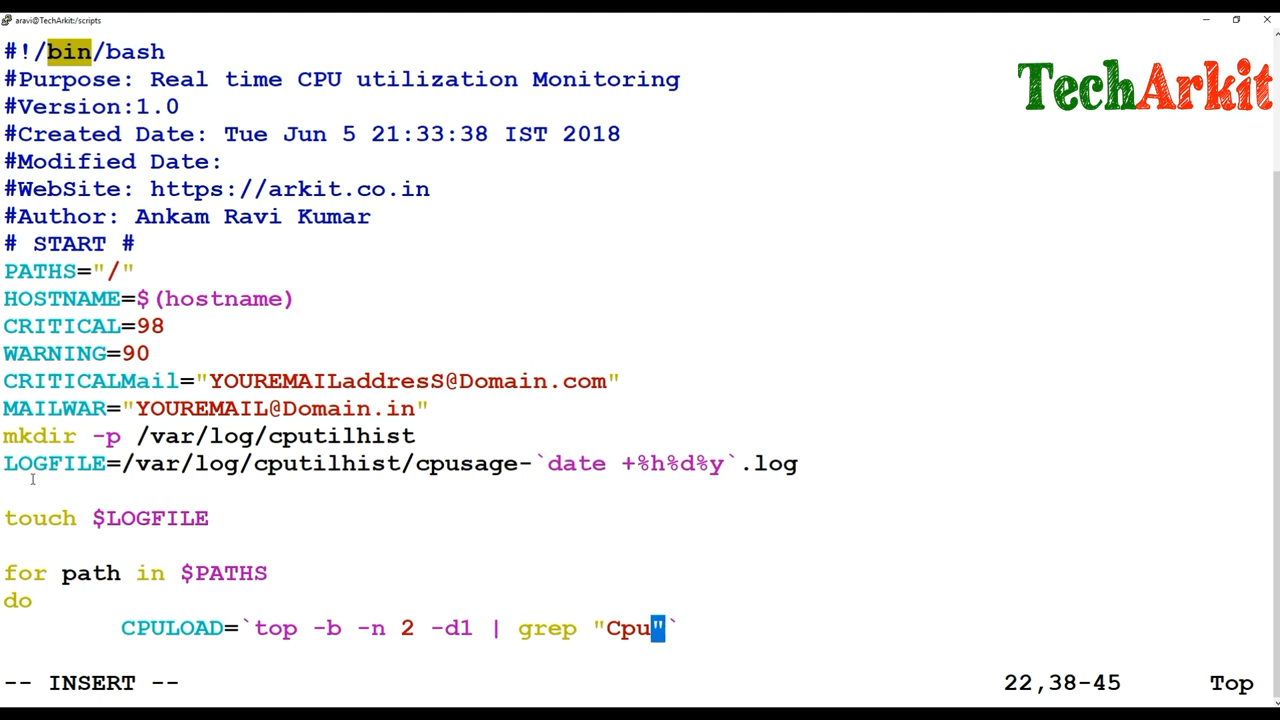 aravi@TechArkit:/scripts
#!/bin/bash
TechArkit
#Purpose: Real time CPU utilization Monitoring
#Version:1.0
#Created Date: Tue Jun 5 21:33:38 IST 2018
#Modified Date:
#WebSite: https://arkit.co.in
#Author: Ankam Ravi Kumar
# START #
PATHS="/"
HOSTNAME=$(hostname)
CRITICAL=98
WARNING=90
CRITICALMail="YOUREMAILaddresS@Domain.com"
MAILWAR="YOUREMAIL@Domain.in"
mkdir -p /var/log/cputilhist
LOGFILE=/var/log/cputilhist/cpusage-`date +%h%d%y`.log
touch $LOGFILE
for path in $PATHS
do
CPULOAD=`top -b -n 2 -d1 | grep "Cpu"`
-- INSERT -- 22,38-45 Top